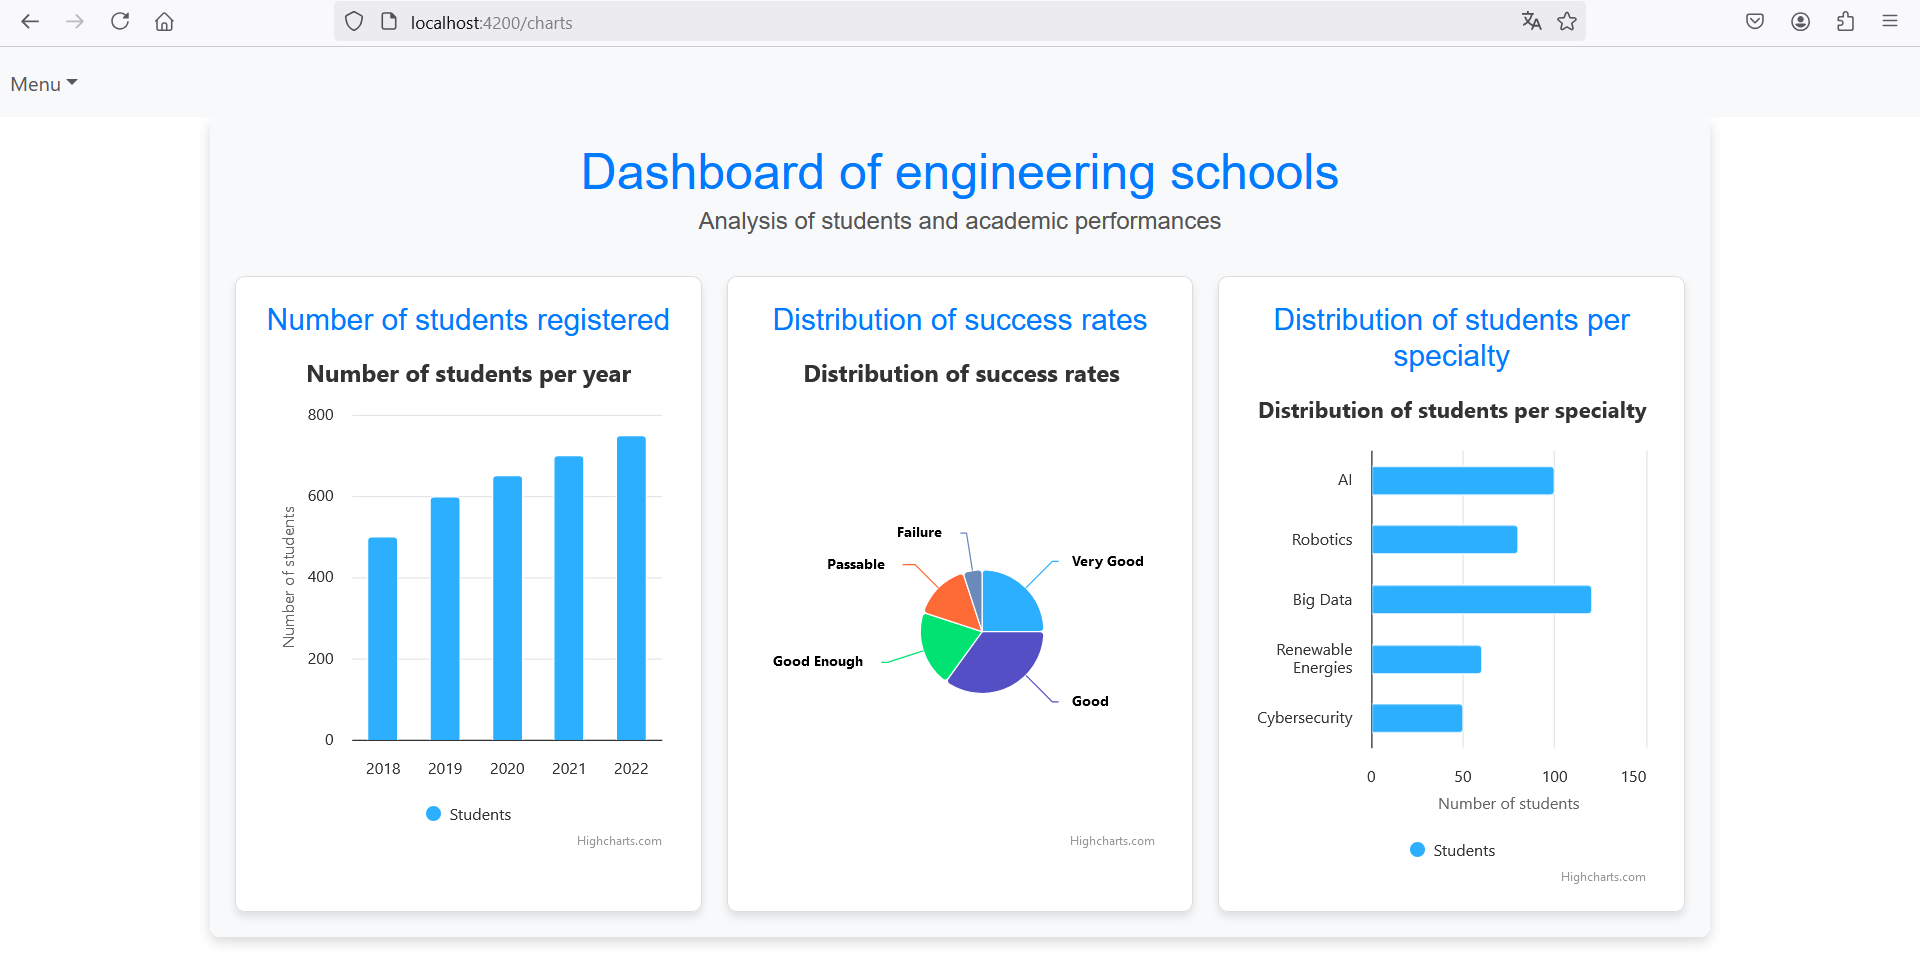 localhost:4200/charts
Menu
Dashboard of engineering schools
Analysis of students and academic performances
Number of students registered
Number of students per year
Number of students
800
600
400
200
0
2018 2019 2020 2021 2022
Students
Highcharts.com
Distribution of success rates
Distribution of success rates
Failure
Passable
Very Good
Good Enough
Good
Highcharts.com
Distribution of students per
specialty
Distribution of students per specialty
AI
Robotics
Big Data
Renewable
Energies
Cybersecurity
0 50 100 150
Number of students
Students
Highcharts.com